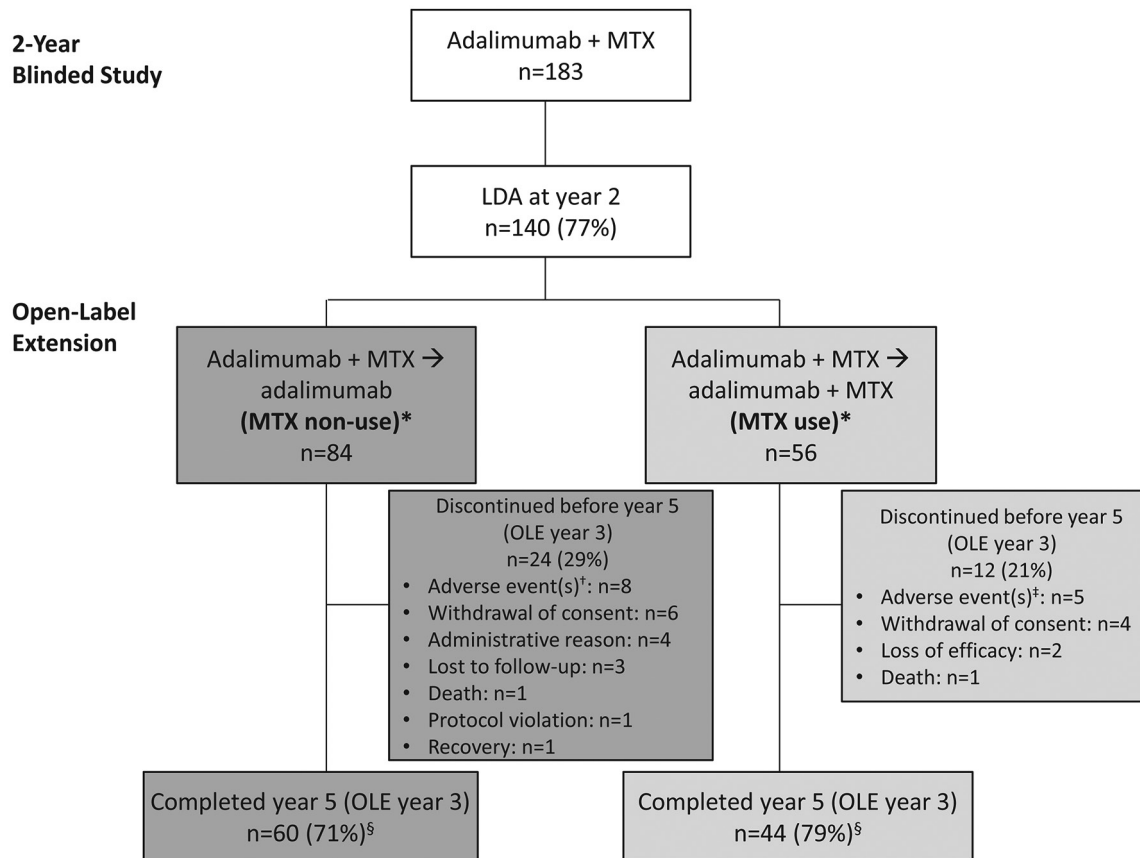 2-Year
Blinded Study
Adalimumab + MTX
n=183
LDA at year 2
n=140 (77%)
Open-Label
Extension
Adalimumab + MTX →
adalimumab
(MTX non-use)*
n=84
Adalimumab + MTX →
adalimumab + MTX
(MTX use)*
n=56
Discontinued before year 5
(OLE year 3)
n=24 (29%)
• Adverse event(s)†: n=8
• Withdrawal of consent: n=6
• Administrative reason: n=4
• Lost to follow-up: n=3
• Death: n=1
• Protocol violation: n=1
• Recovery: n=1
Discontinued before year 5
(OLE year 3)
n=12 (21%)
• Adverse event(s)‡: n=5
• Withdrawal of consent: n=4
• Loss of efficacy: n=2
• Death: n=1
Completed year 5 (OLE year 3)
n=60 (71%)§
Completed year 5 (OLE year 3)
n=44 (79%)§